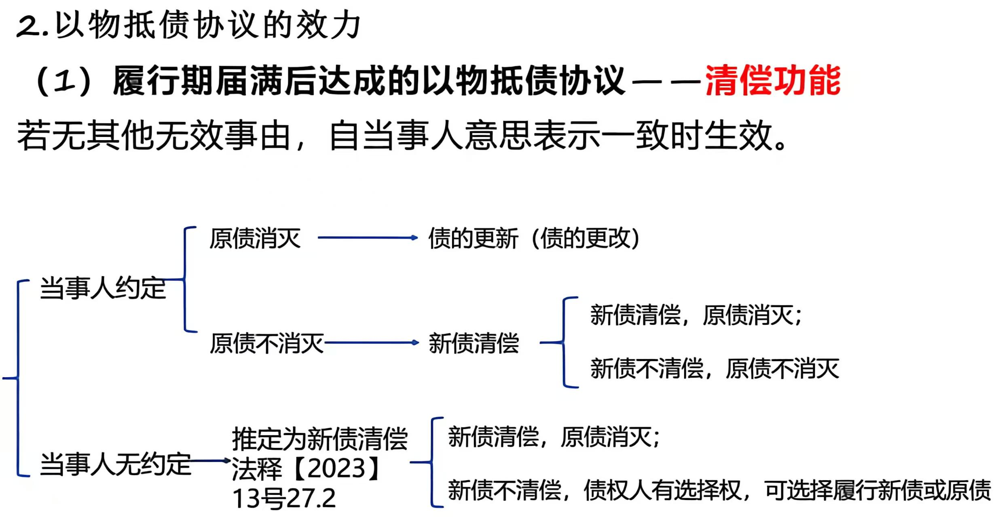 2.以物抵债协议的效力
（1）履行期届满后达成的以物抵债协议——清偿功能
若无其他无效事由，自当事人意思表示一致时生效。
当事人约定
原债消灭
债的更新（债的更改）
原债不消灭
新债清偿
新债清偿，原债消灭；
新债不清偿，原债不消灭
当事人无约定
推定为新债清偿
法释【2023】
13号27.2
新债清偿，原债消灭；
新债不清偿，债权人有选择权，可选择履行新债或原债